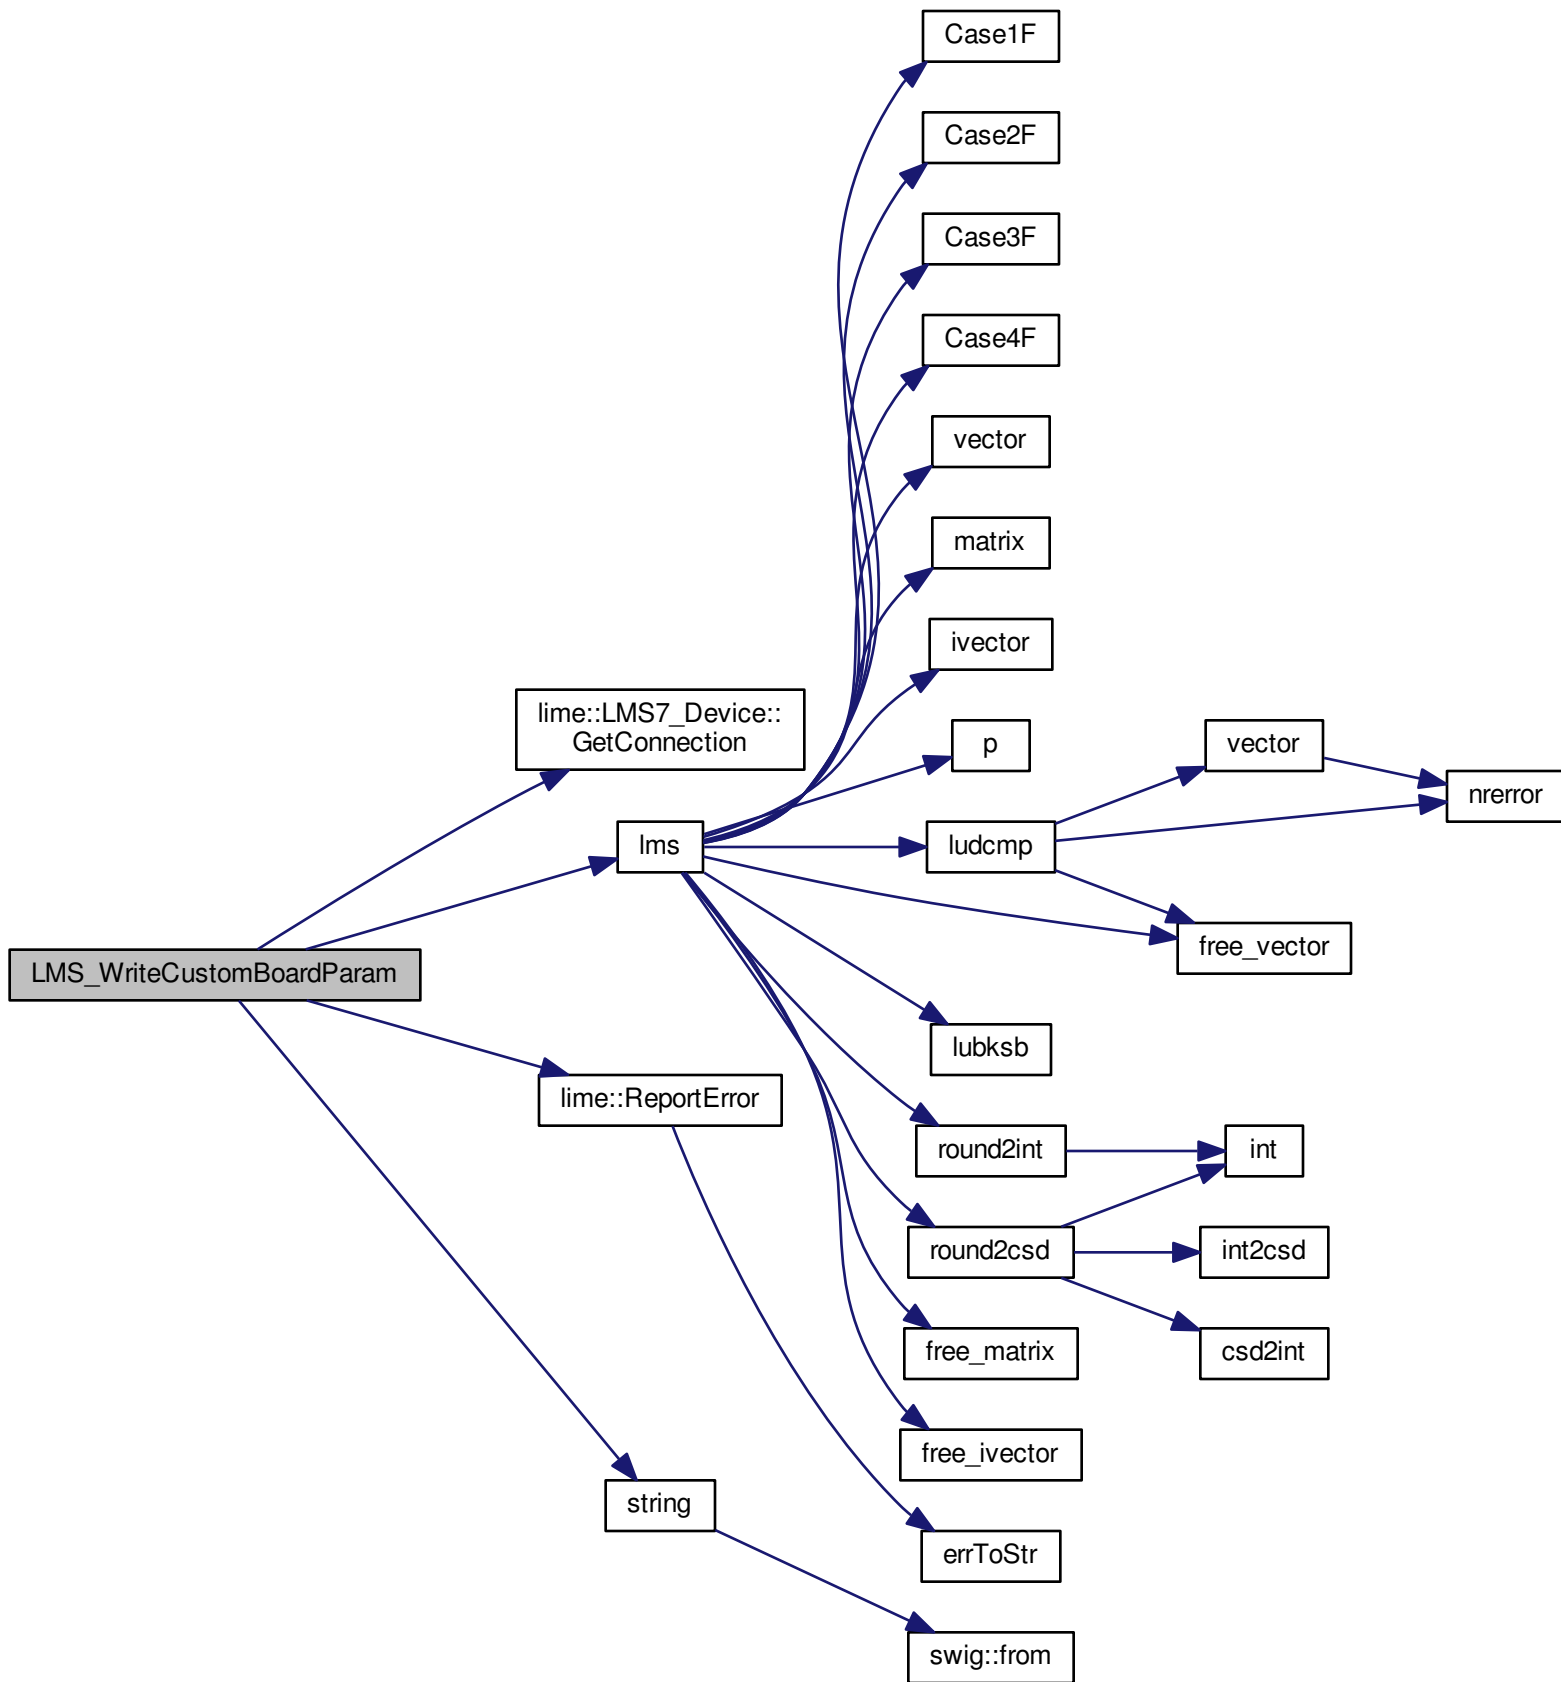 Case1F
Case2F
Case3F
Case4F
vector
matrix
ivector
lime::LMS7_Device::
GetConnection
p
vector
nrerror
lms
ludcmp
free_vector
LMS_WriteCustomBoardParam
lubksb
lime::ReportError
round2int
int
round2csd
int2csd
free_matrix
csd2int
free_ivector
string
errToStr
swig::from